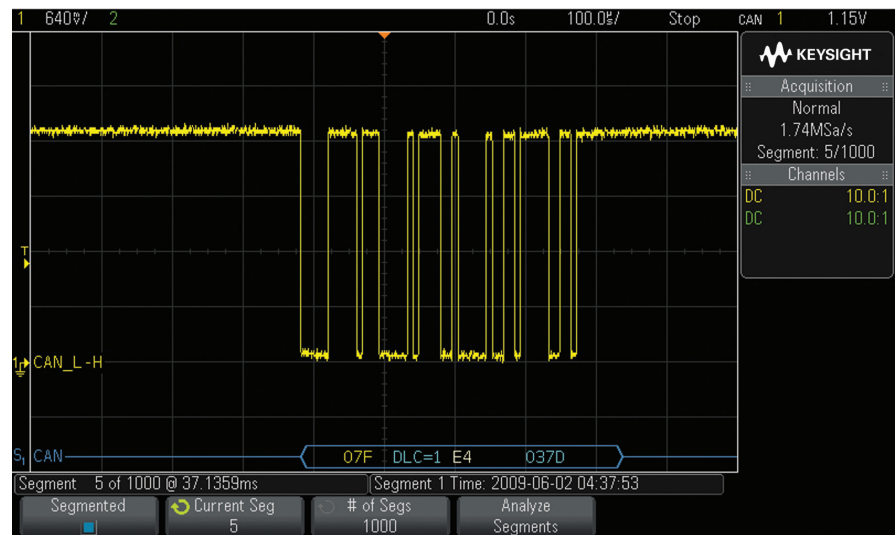 1 640mV/ 2 0.0s 100.0us/ Stop CAN 1 1.15V
KEYSIGHT
Acquisition
Normal
1.74MSa/s
Segment: 5/1000
Channels
DC 10.0:1
DC 10.0:1
T
1 CAN_L-H
S1 CAN 07F DLC=1 E4 037D
Segment 5 of 1000 @ 37.1359ms Segment 1 Time: 2009-06-02 04:37:53
Segmented
Current Seg
5
# of Segs
1000
Analyze
Segments